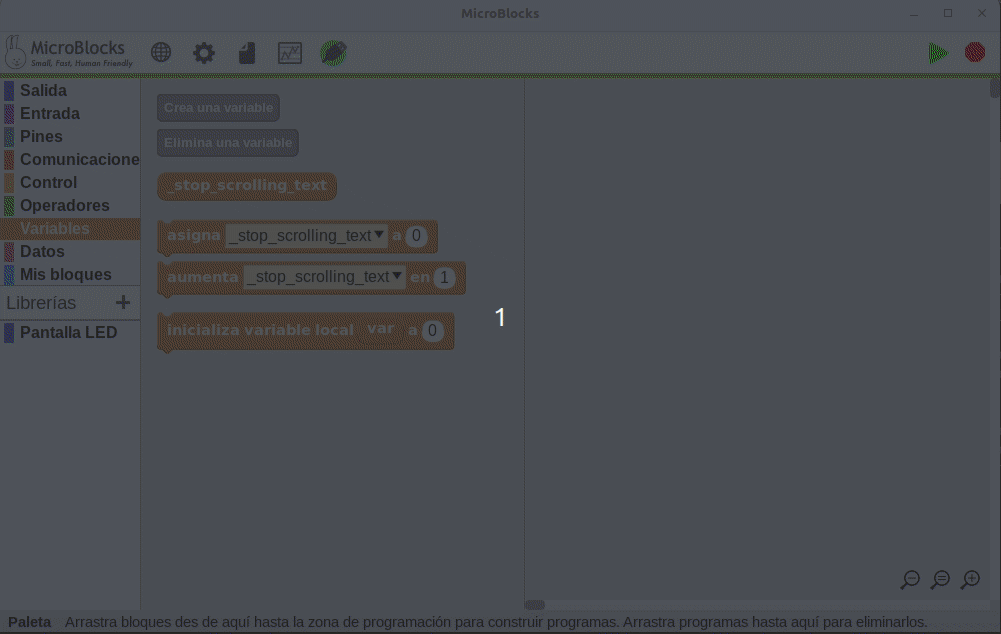 MicroBlocks
MicroBlocks
Small, Fast, Human Friendly
Salida
Entrada
Pines
Comunicacione
Control
Operadores
Variables
Datos
Mis bloques
Librerías +
Pantalla LED
Crea una variable
Elimina una variable
_stop_scrolling_text
asigna _stop_scrolling_text a 0
aumenta _stop_scrolling_text en 1
inicializa variable local var a 0
1
Paleta Arrastra bloques des de aquí hasta la zona de programación para construir programas. Arrastra programas hasta aquí para eliminarlos.